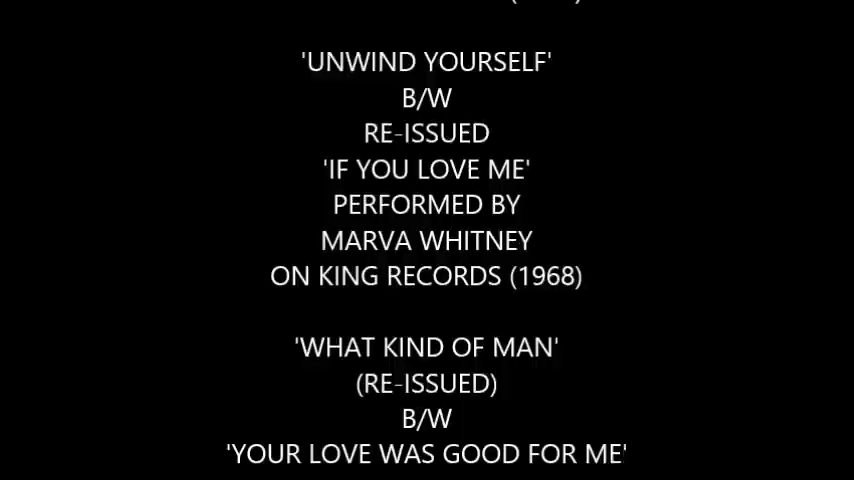 'UNWIND YOURSELF'
B/W
RE-ISSUED
'IF YOU LOVE ME'
PERFORMED BY
MARVA WHITNEY
ON KING RECORDS (1968)
'WHAT KIND OF MAN'
(RE-ISSUED)
B/W
'YOUR LOVE WAS GOOD FOR ME'